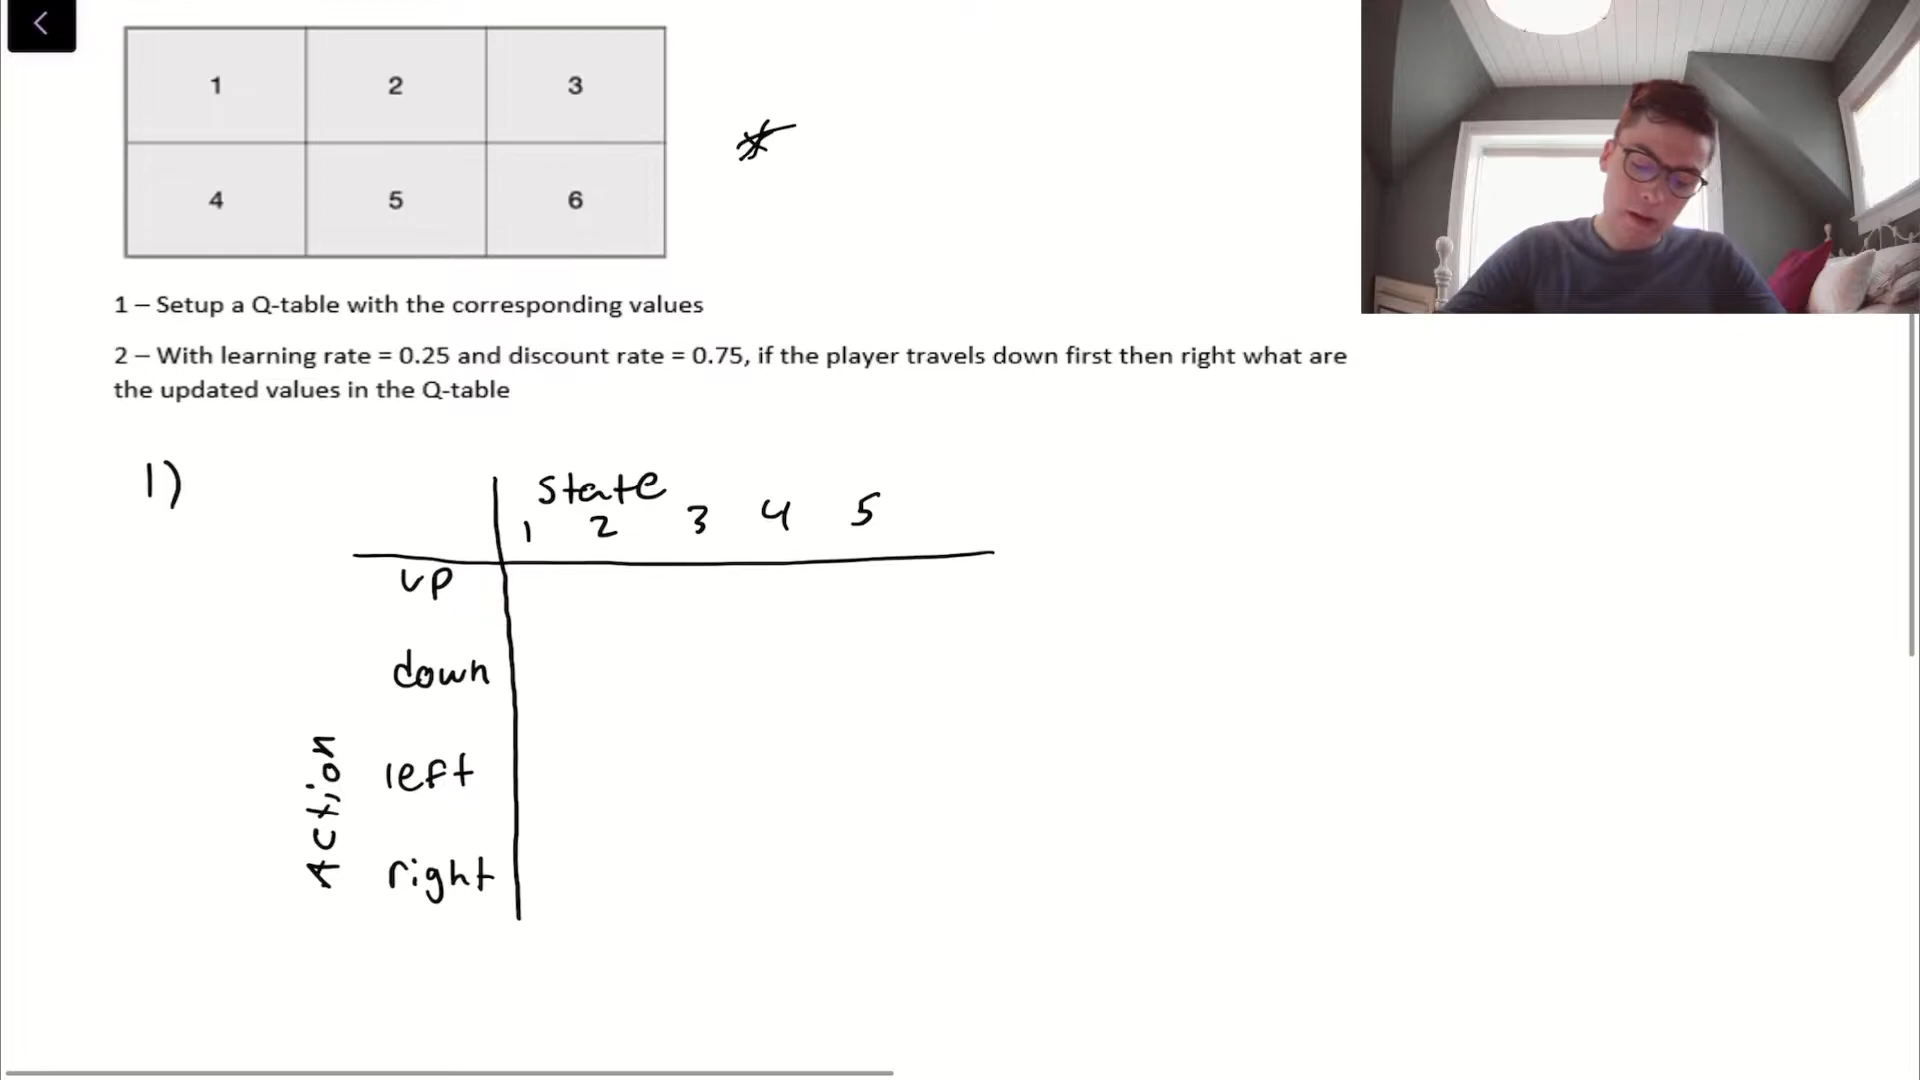 1 2 3
4 5 6
1 – Setup a Q-table with the corresponding values
2 – With learning rate = 0.25 and discount rate = 0.75, if the player travels down first then right what are
the updated values in the Q-table
1)
state
1 2 3 4 5
up
down
left
right
Action